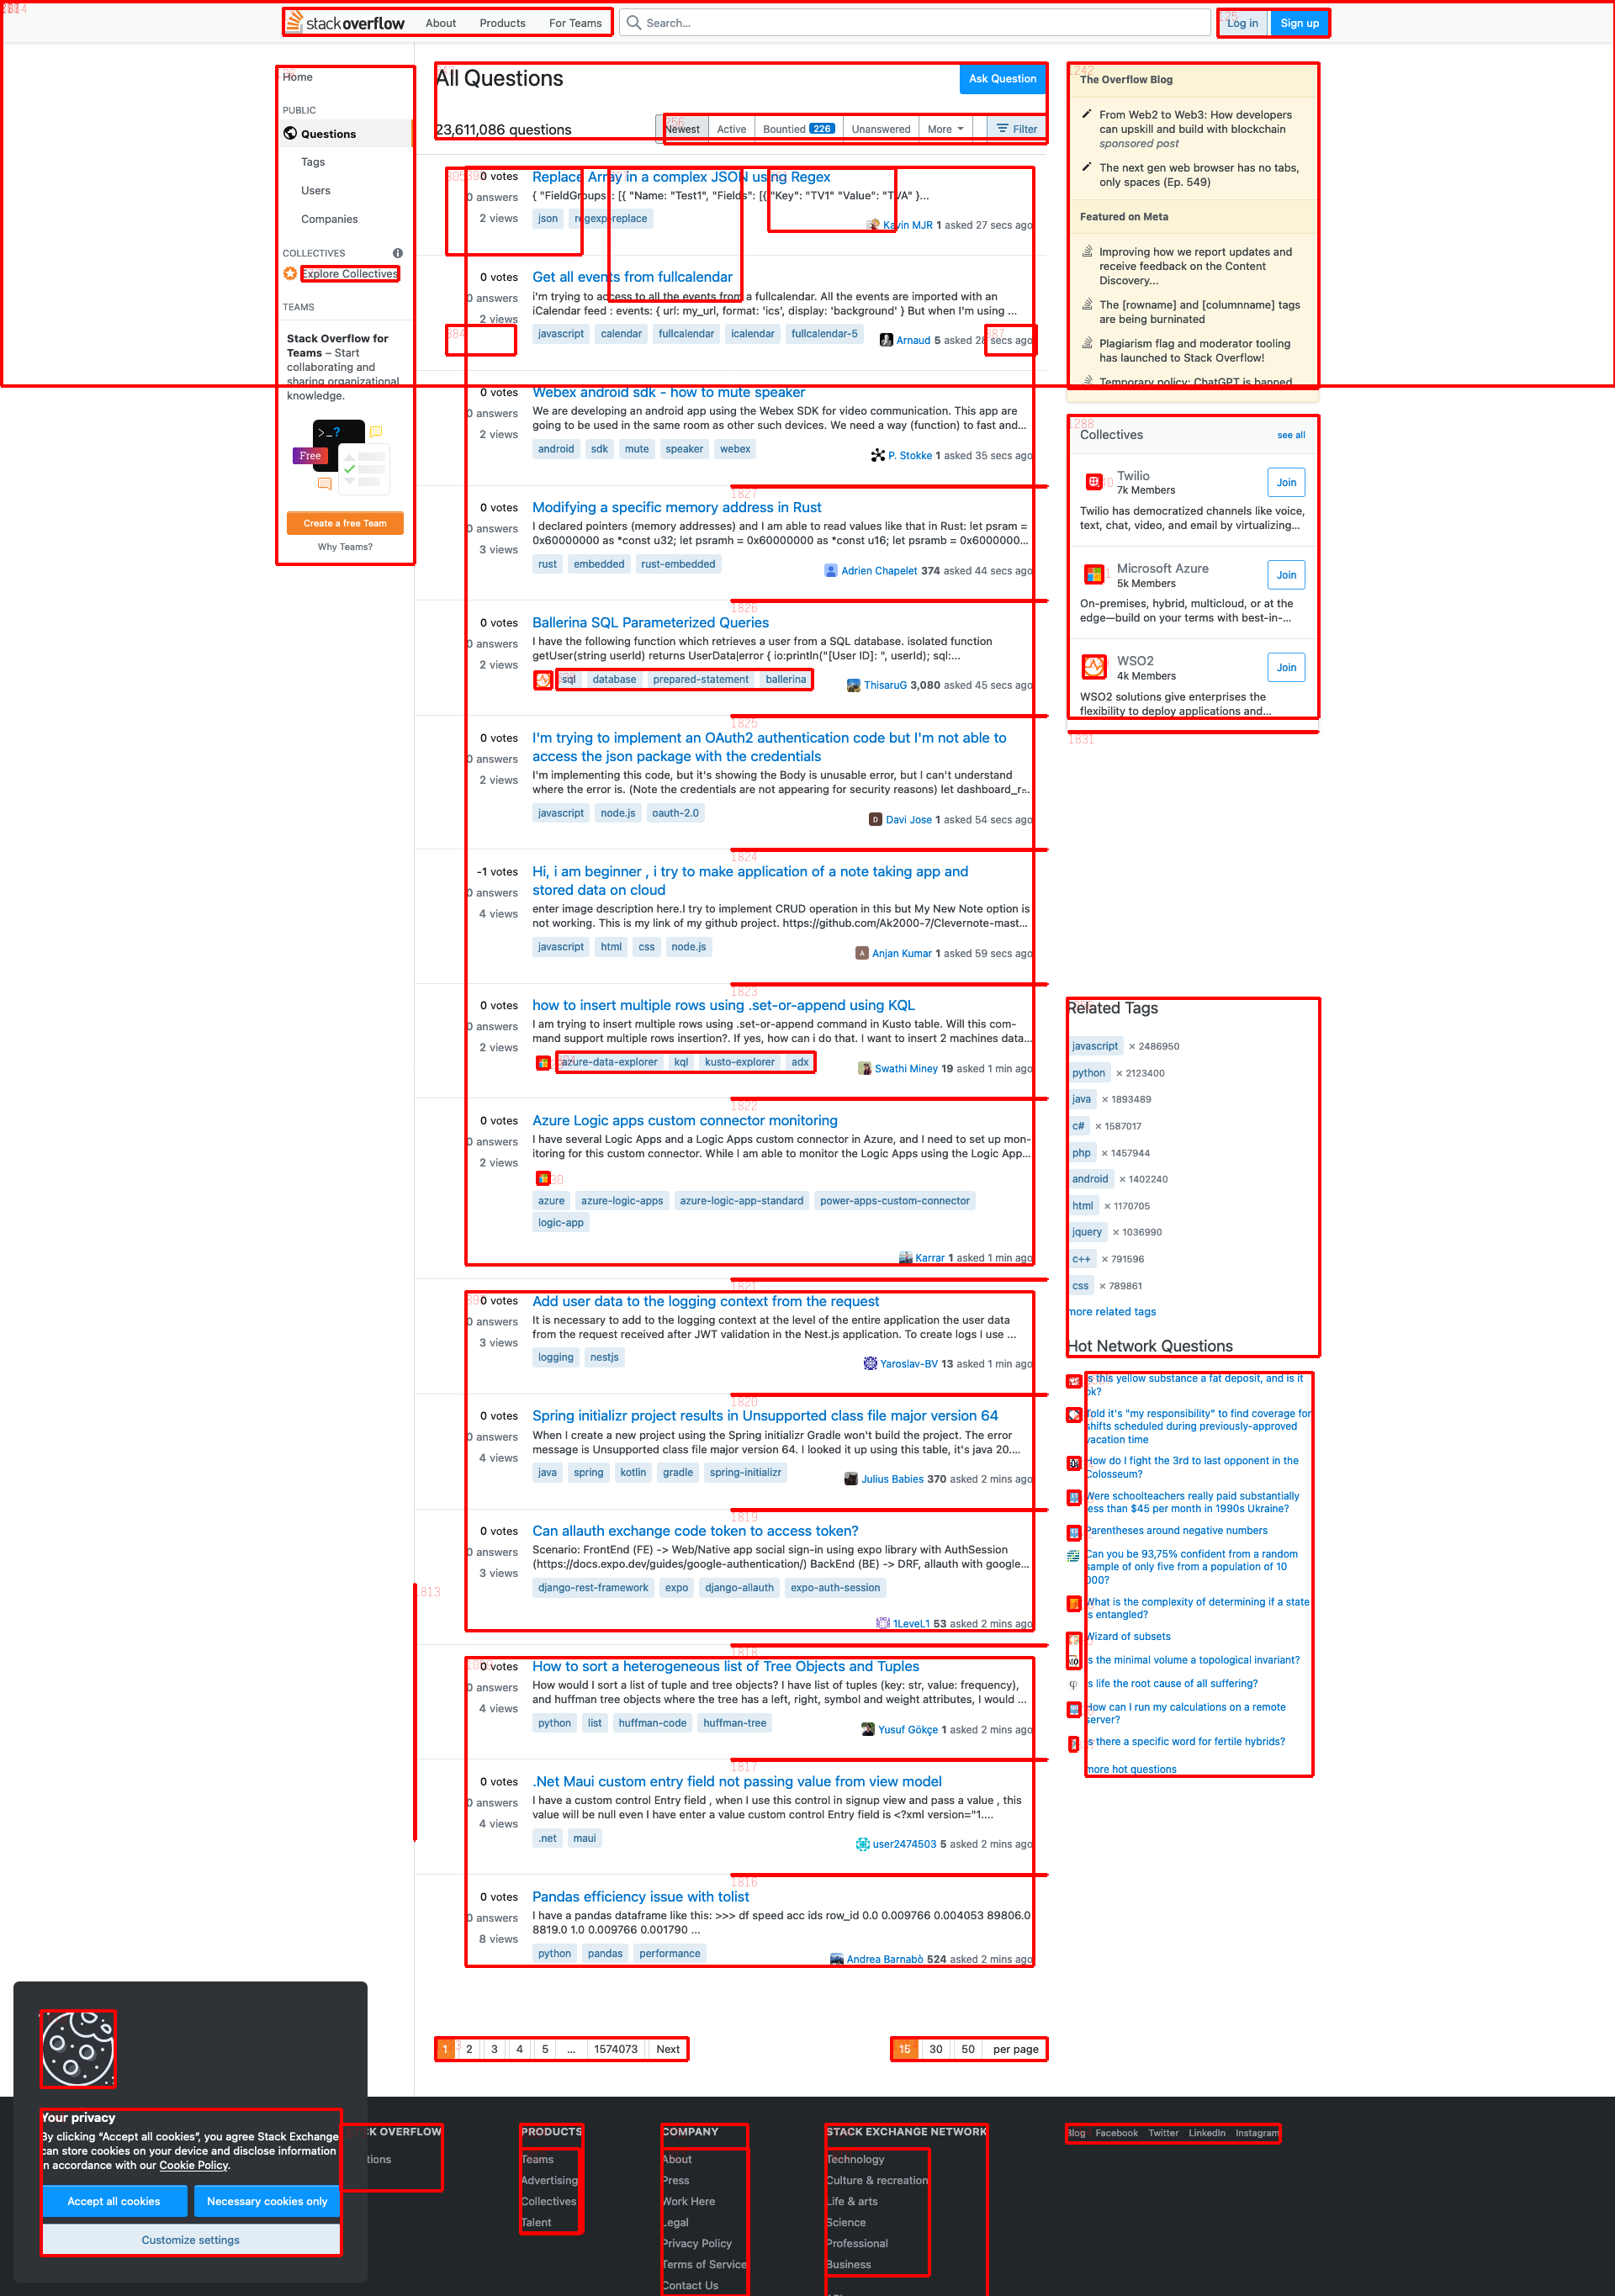 stackoverflow About Products For Teams Search... Log in Sign up
Home
PUBLIC
Questions
Tags
Users
Companies
COLLECTIVES
Explore Collectives
TEAMS
Stack Overflow for
Teams – Start
collaborating and
sharing organizational
knowledge.
>_?
Free
Create a free Team
Why Teams?
All Questions
Ask Question
23,611,086 questions
Newest Active Bountied 226 Unanswered More Filter
0 votes
0 answers
2 views
Replace Array in a complex JSON using Regex
{ "FieldGroups": [{ "Name: "Test1", "Fields": [{ "Key": "TV1" "Value": "TVA" }...
json regexp-replace
Kavin MJR 1 asked 27 secs ago
0 votes
0 answers
2 views
Get all events from fullcalendar
i'm trying to access to all the events from a fullcalendar. All the events are imported with an
iCalendar feed : events: { url: my_url, format: 'ics', display: 'background' } But when I'm using ...
javascript calendar fullcalendar icalendar fullcalendar-5
Arnaud 5 asked 28 secs ago
0 votes
0 answers
2 views
Webex android sdk - how to mute speaker
We are developing an android app using the Webex SDK for video communication. This app are
going to be used in the same room as other such devices. We need a way (function) to fast and...
android sdk mute speaker webex
P. Stokke 1 asked 35 secs ago
1827
0 votes
0 answers
3 views
Modifying a specific memory address in Rust
I declared pointers (memory addresses) and I am able to read values like that in Rust: let psram =
0x60000000 as *const u32; let psramh = 0x60000000 as *const u16; let psramb = 0x6000000...
rust embedded rust-embedded
Adrien Chapelet 374 asked 44 secs ago
1826
0 votes
0 answers
2 views
Ballerina SQL Parameterized Queries
I have the following function which retrieves a user from a SQL database. isolated function
getUser(string userId) returns UserData|error { io:println("[User ID]: ", userId); sql:...
sql database prepared-statement ballerina
ThisaruG 3,080 asked 45 secs ago
1825
0 votes
0 answers
2 views
I'm trying to implement an OAuth2 authentication code but I'm not able to
access the json package with the credentials
I'm implementing this code, but it's showing the Body is unusable error, but I can't understand
where the error is. (Note the credentials are not appearing for security reasons) let dashboard_r...
javascript node.js oauth-2.0
Davi Jose 1 asked 54 secs ago
1824
-1 votes
0 answers
4 views
Hi, i am beginner , i try to make application of a note taking app and
stored data on cloud
enter image description here.I try to implement CRUD operation in this but My New Note option is
not working. This is my link of my github project. https://github.com/Ak2000-7/Clevernote-mast...
javascript html css node.js
Anjan Kumar 1 asked 59 secs ago
1823
0 votes
0 answers
2 views
how to insert multiple rows using .set-or-append using KQL
I am trying to insert multiple rows using .set-or-append command in Kusto table. Will this com-
mand support multiple rows insertion?. If yes, how can i do that. I want to insert 2 machines data...
azure-data-explorer kql kusto-explorer adx
Swathi Miney 19 asked 1 min ago
1822
0 votes
0 answers
2 views
Azure Logic apps custom connector monitoring
I have several Logic Apps and a Logic Apps custom connector in Azure, and I need to set up mon-
itoring for this custom connector. While I am able to monitor the Logic Apps using the Logic App...
azure azure-logic-apps azure-logic-app-standard power-apps-custom-connector
logic-app
Karrar 1 asked 1 min ago
1821
0 votes
0 answers
3 views
Add user data to the logging context from the request
It is necessary to add to the logging context at the level of the entire application the user data
from the request received after JWT validation in the Nest.js application. To create logs I use ...
logging nestjs
Yaroslav-BV 13 asked 1 min ago
1820
0 votes
0 answers
4 views
Spring initializr project results in Unsupported class file major version 64
When I create a new project using the Spring initializr Gradle won't build the project. The error
message is Unsupported class file major version 64. I looked it up using this table, it's java 20....
java spring kotlin gradle spring-initializr
Julius Babies 370 asked 2 mins ago
1819
0 votes
0 answers
3 views
Can allauth exchange code token to access token?
Scenario: FrontEnd (FE) -> Web/Native app social sign-in using expo library with AuthSession
(https://docs.expo.dev/guides/google-authentication/) BackEnd (BE) -> DRF, allauth with google...
django-rest-framework expo django-allauth expo-auth-session
1LeveL1 53 asked 2 mins ago
1813
1818
0 votes
0 answers
4 views
How to sort a heterogeneous list of Tree Objects and Tuples
How would I sort a list of tuple and tree objects? I have list of tuples (key: str, value: frequency),
and huffman tree objects where the tree has a left, right, symbol and weight attributes, I would ...
python list huffman-code huffman-tree
Yusuf Gökçe 1 asked 2 mins ago
1817
0 votes
0 answers
4 views
.Net Maui custom entry field not passing value from view model
I have a custom control Entry field , when I use this control in signup view and pass a value , this
value will be null even I have enter a value custom control Entry field is <?xml version="1....
.net maui
user2474503 5 asked 2 mins ago
1816
0 votes
0 answers
8 views
Pandas efficiency issue with tolist
I have a pandas dataframe like this: >>> df speed acc ids row_id 0.0 0.009766 0.004053 89806.0
8819.0 1.0 0.009766 0.001790 ...
python pandas performance
Andrea Barnabò 524 asked 2 mins ago
1 2 3 4 5 ... 1574073 Next
15 30 50 per page
1242
The Overflow Blog
From Web2 to Web3: How developers
can upskill and build with blockchain
sponsored post
The next gen web browser has no tabs,
only spaces (Ep. 549)
Featured on Meta
Improving how we report updates and
receive feedback on the Content
Discovery...
The [rowname] and [columnname] tags
are being burninated
Plagiarism flag and moderator tooling
has launched to Stack Overflow!
Temporary policy: ChatGPT is banned
1288
Collectives see all
Twilio
7k Members
Join
Twilio has democratized channels like voice,
text, chat, video, and email by virtualizing...
Microsoft Azure
5k Members
Join
On-premises, hybrid, multicloud, or at the
edge—build on your terms with best-in-...
WSO2
4k Members
Join
WSO2 solutions give enterprises the
flexibility to deploy applications and...
1831
Related Tags
javascript × 2486950
python × 2123400
java × 1893489
c# × 1587017
php × 1457944
android × 1402240
html × 1170705
jquery × 1036990
c++ × 791596
css × 789861
more related tags
Hot Network Questions
Is this yellow substance a fat deposit, and is it
ok?
Told it's "my responsibility" to find coverage for
shifts scheduled during previously-approved
vacation time
How do I fight the 3rd to last opponent in the
Colosseum?
Were schoolteachers really paid substantially
less than $45 per month in 1990s Ukraine?
Parentheses around negative numbers
Can you be 93,75% confident from a random
sample of only five from a population of 10
000?
What is the complexity of determining if a state
is entangled?
Wizard of subsets
Is the minimal volume a topological invariant?
Is life the root cause of all suffering?
How can I run my calculations on a remote
server?
Is there a specific word for fertile hybrids?
more hot questions
Your privacy
By clicking “Accept all cookies”, you agree Stack Exchange
can store cookies on your device and disclose information
in accordance with our Cookie Policy.
Accept all cookies Necessary cookies only
Customize settings
CK OVERFLOW
tions
PRODUCTS
Teams
Advertising
Collectives
Talent
COMPANY
About
Press
Work Here
Legal
Privacy Policy
Terms of Service
Contact Us
STACK EXCHANGE NETWORK
Technology
Culture & recreation
Life & arts
Science
Professional
Business
Blog Facebook Twitter LinkedIn Instagram